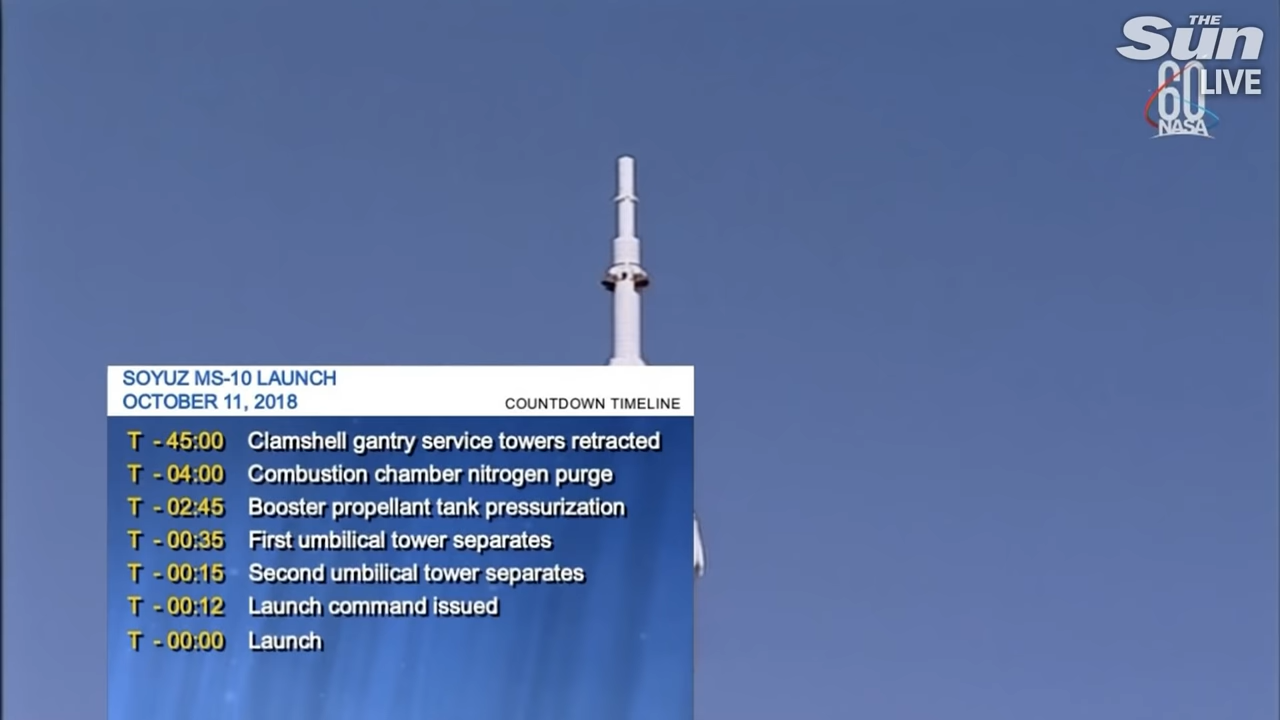 THE
Sun
LIVE
60
NASA
SOYUZ MS-10 LAUNCH
OCTOBER 11, 2018
COUNTDOWN TIMELINE
T - 45:00 Clamshell gantry service towers retracted
T - 04:00 Combustion chamber nitrogen purge
T - 02:45 Booster propellant tank pressurization
T - 00:35 First umbilical tower separates
T - 00:15 Second umbilical tower separates
T - 00:12 Launch command issued
T - 00:00 Launch